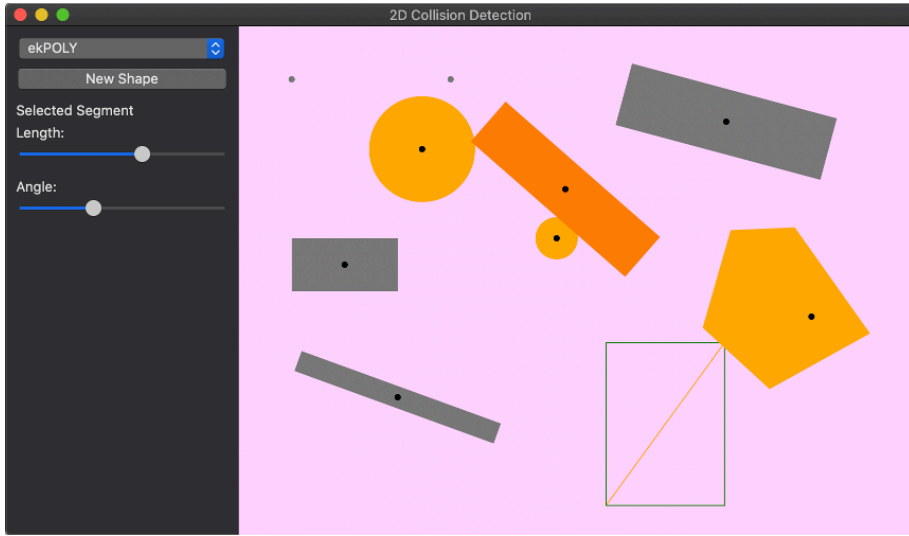 2D Collision Detection
ekPOLY
New Shape
Selected Segment
Length:
Angle: